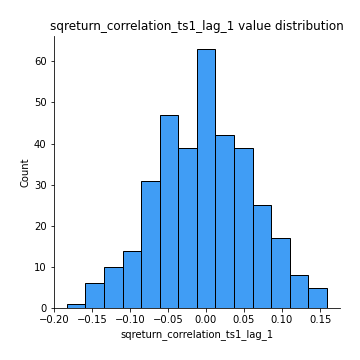 sqreturn_correlation_ts1_lag_1 value distribution
60
50
40
30
20
10
0
Count
−0.20 −0.15 −0.10 −0.05 0.00 0.05 0.10 0.15
sqreturn_correlation_ts1_lag_1